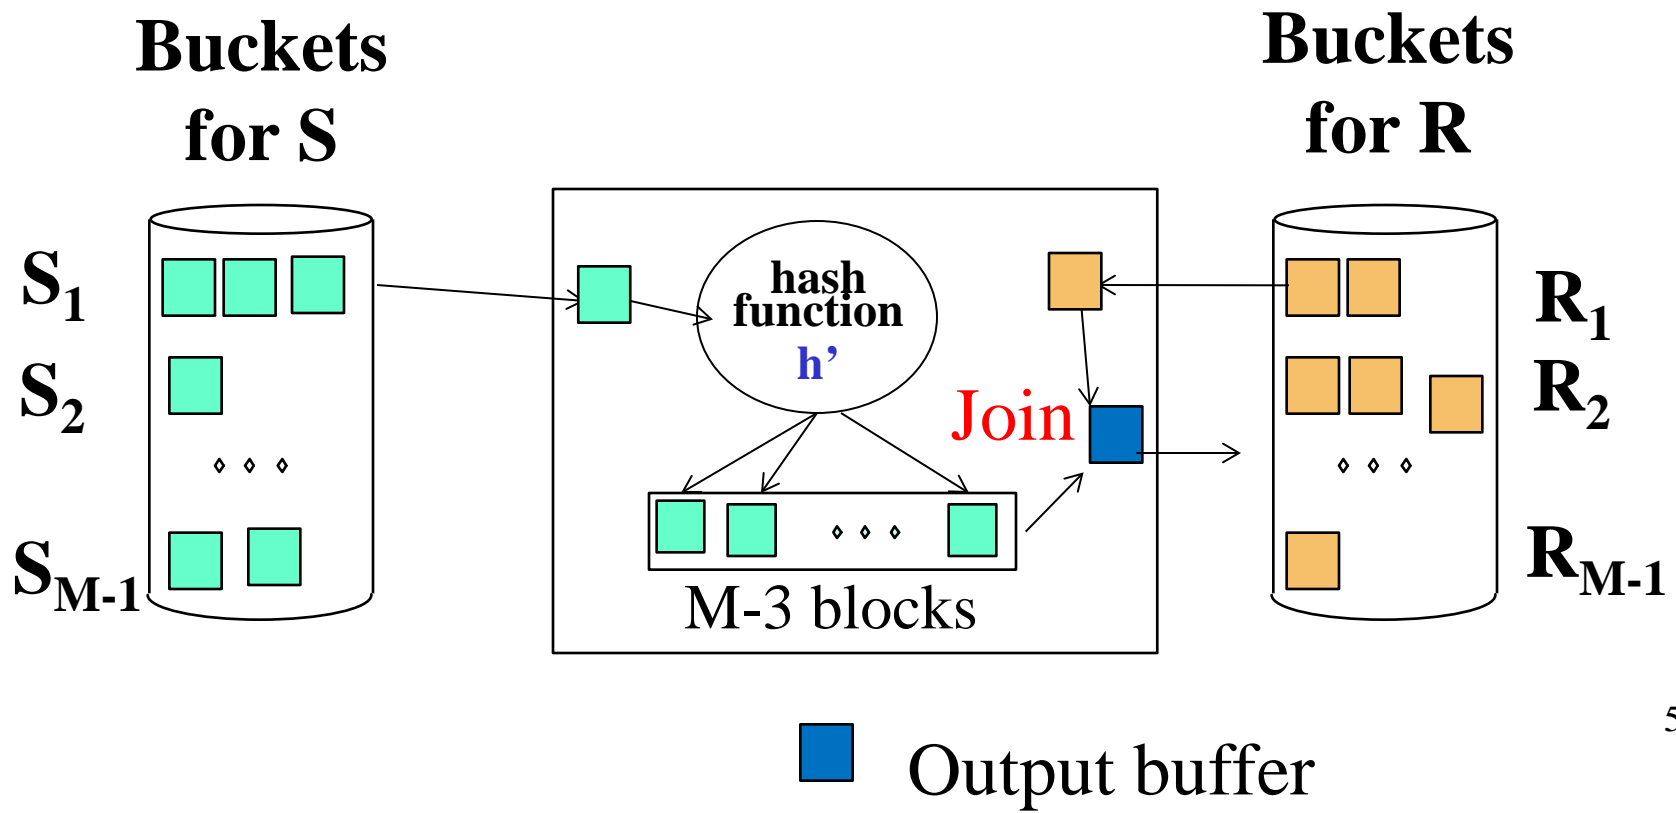 Buckets
for S
Buckets
for R
S1
S2
SM-1
hash
function
h’
Join
M-3 blocks
R1
R2
RM-1
5
Output buffer